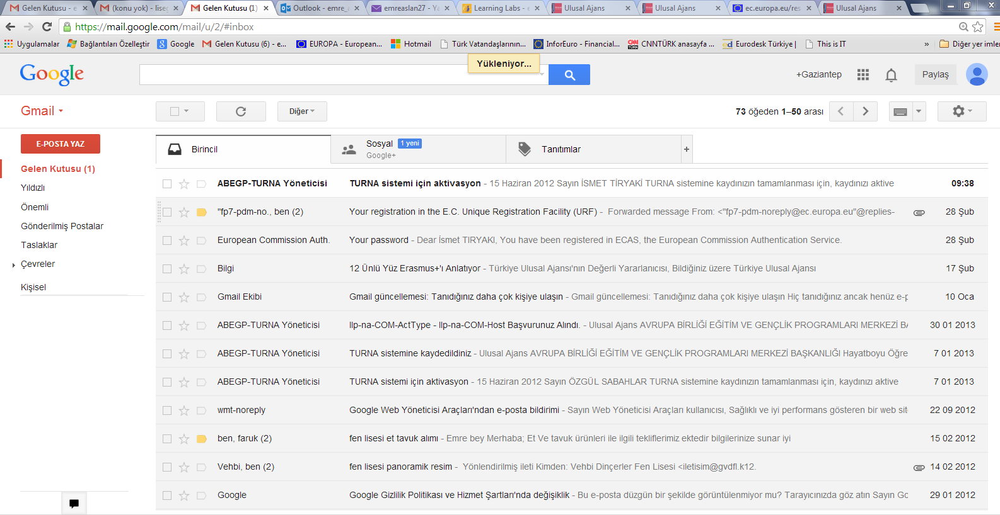 Gelen Kutusu - e
(konu yok) - lise
Gelen Kutusu (1)
Outlook - emre_
emreaslan27 - Ya
Learning Labs - e
Ulusal Ajans
Ulusal Ajans
ec.europa.eu/res
Ulusal Ajans
https://mail.google.com/mail/u/2/#inbox
Uygulamalar
Bağlantıları Özelleştir
Google
Gelen Kutusu (6) - e...
EUROPA - European...
Hotmail
Türk Vatandaşlarının...
InforEuro - Financial...
CNNTÜRK anasayfa ...
Eurodesk Türkiye |
This is IT
»
Diğer yer imler
Yükleniyor...
Google
+Gaziantep
Paylaş
Gmail
Diğer
73 öğeden 1–50 arası
E-POSTA YAZ
Gelen Kutusu (1)
Yıldızlı
Önemli
Gönderilmiş Postalar
Taslaklar
Çevreler
Kişisel
Birincil
Sosyal 1 yeni
Google+
Tanıtımlar
+
ABEGP-TURNA Yöneticisi TURNA sistemi için aktivasyon - 15 Haziran 2012 Sayın İSMET TİRYAKİ TURNA sistemine kaydınızın tamamlanması için, kaydınızı aktive 09:38
"fp7-pdm-no., ben (2) Your registration in the E.C. Unique Registration Facility (URF) - Forwarded message From: <"fp7-pdm-noreply@ec.europa.eu"@replies- 28 Şub
European Commission Auth. Your password - Dear İsmet TIRYAKI, You have been registered in ECAS, the European Commission Authentication Service. 28 Şub
Bilgi 12 Ünlü Yüz Erasmus+'ı Anlatıyor - Türkiye Ulusal Ajansı'nın Değerli Yararlanıcısı, Bildiğiniz üzere Türkiye Ulusal Ajansı 17 Şub
Gmail Ekibi Gmail güncellemesi: Tanıdığınız daha çok kişiye ulaşın - Gmail güncellemesi: Tanıdığınız daha çok kişiye ulaşın Hiç tanıdığınız ancak henüz e-p 10 Oca
ABEGP-TURNA Yöneticisi llp-na-COM-ActType - llp-na-COM-Host Başvurunuz Alındı. - Ulusal Ajans AVRUPA BİRLİĞİ EĞİTİM VE GENÇLİK PROGRAMLARI MERKEZİ BA 30 01 2013
ABEGP-TURNA Yöneticisi TURNA sistemine kaydedildiniz - Ulusal Ajans AVRUPA BİRLİĞİ EĞİTİM VE GENÇLİK PROGRAMLARI MERKEZİ BAŞKANLIĞI Hayatboyu Öğre 7 01 2013
ABEGP-TURNA Yöneticisi TURNA sistemi için aktivasyon - 15 Haziran 2012 Sayın ÖZGÜL SABAHLAR TURNA sistemine kaydınızın tamamlanması için, kaydınızı aktive 7 01 2013
wmt-noreply Google Web Yöneticisi Araçları'ndan e-posta bildirimi - Sayın Web Yöneticisi Araçları kullanıcısı, Sağlıklı ve iyi performans gösteren bir web sit 22 09 2012
ben, faruk (2) fen lisesi et tavuk alımı - Emre bey Merhaba; Et Ve tavuk ürünleri ile ilgili tekliflerimiz ektedir bilgilerinize sunar iyi 15 02 2012
Vehbi, ben (2) fen lisesi panoramik resim - Yönlendirilmiş ileti Kimden: Vehbi Dinçerler Fen Lisesi <iletisim@gvdfl.k12. 14 02 2012
Google Google Gizlilik Politikası ve Hizmet Şartları'nda değişiklik - Bu e-posta düzgün bir şekilde görüntülenmiyor mu? Tarayıcınızda göz atın Sayın Go 29 01 2012